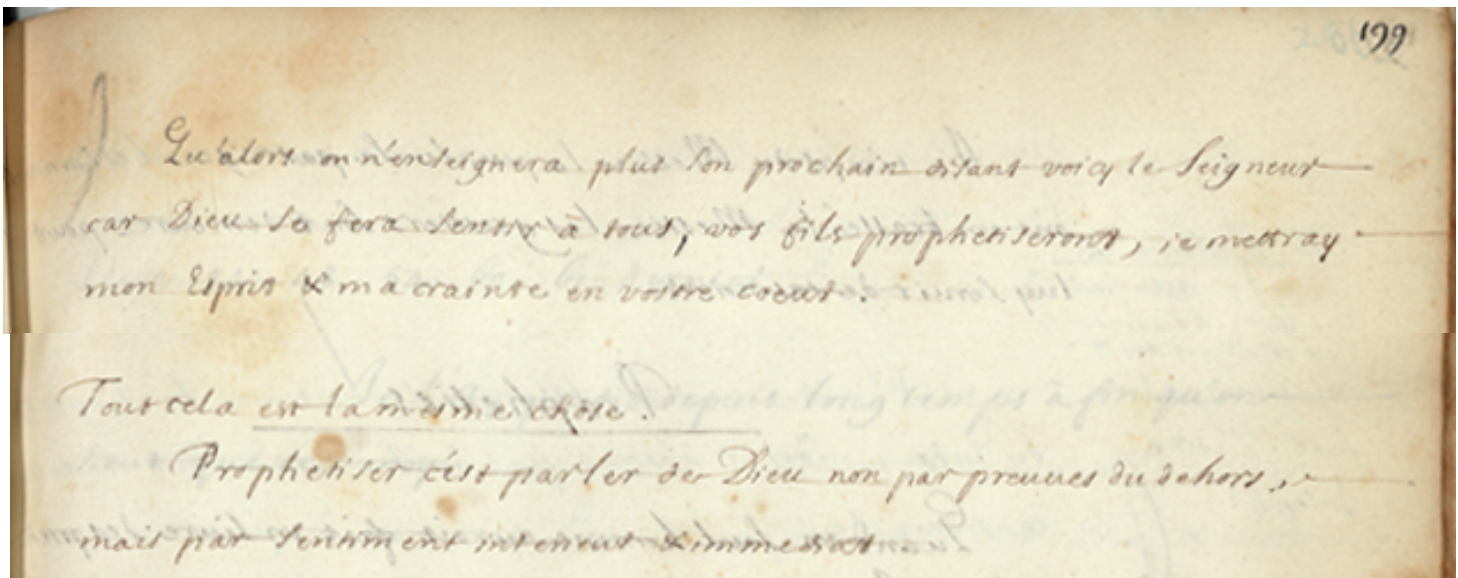 199
Qu'alors on n'enseignera plus son prochain disant voicy le Seigneur
car Dieu se fera sentir a tous, vos fils prophetiseront, ie mettray
mon Esprit & ma crainte en vostre coeur.
Tout cela est la mesme chose.
Prophetiser c'est parler de Dieu non par preuues du dehors,
mais par sentiment interieur & immediat